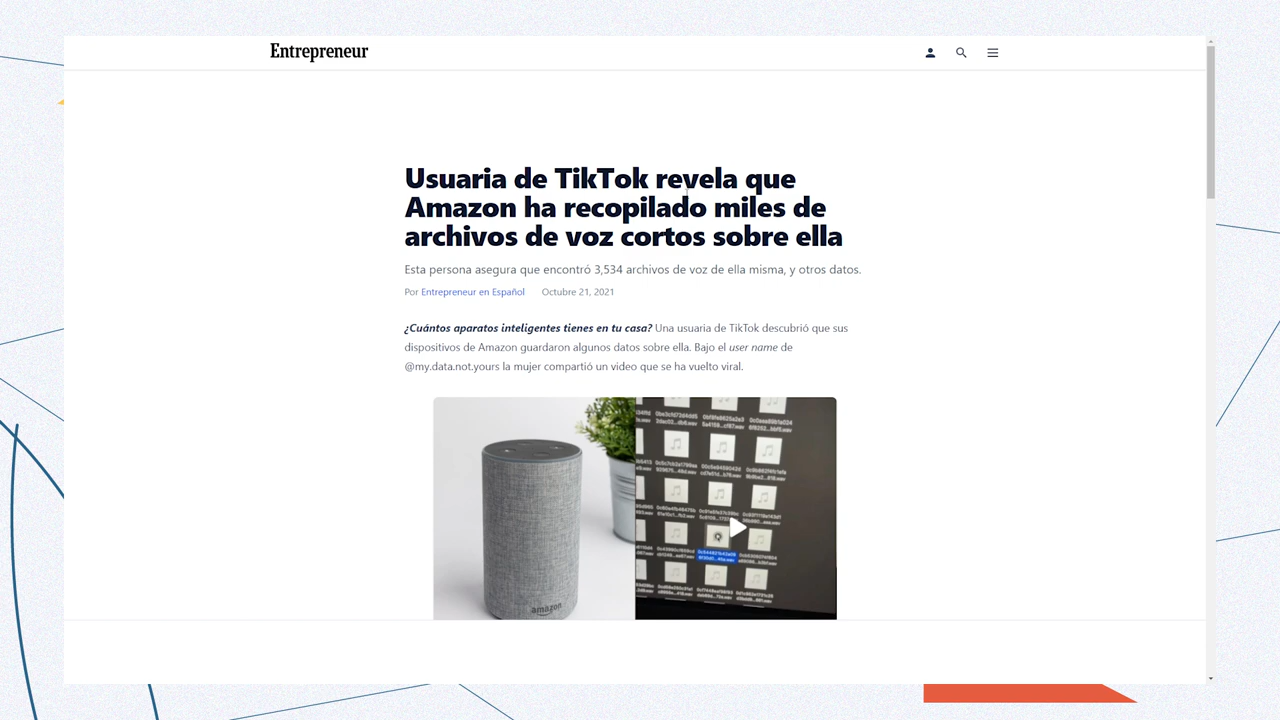 Entrepreneur
Usuaria de TikTok revela que
Amazon ha recopilado miles de
archivos de voz cortos sobre ella
Esta persona asegura que encontró 3,534 archivos de voz de ella misma, y otros datos.
Por Entrepreneur en Español Octubre 21, 2021
¿Cuántos aparatos inteligentes tienes en tu casa? Una usuaria de TikTok descubrió que sus
dispositivos de Amazon guardaron algunos datos sobre ella. Bajo el user name de
@my.data.not.yours la mujer compartió un video que se ha vuelto viral.
amazon